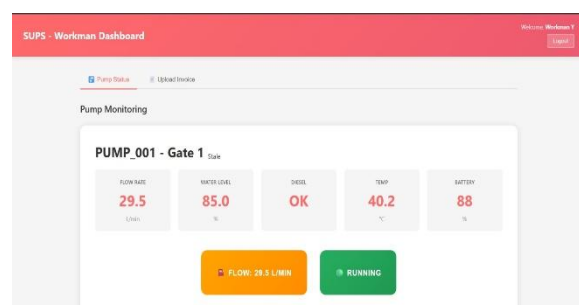 SUPS - Workman Dashboard
Welcome, Workman 1
Logout
Pump Status
Upload Invoice
Pump Monitoring
PUMP_001 - Gate 1 Stale
FLOW RATE
29.5
L/min
WATER LEVEL
85.0
%
DIESEL
OK
TEMP
40.2
°C
BATTERY
88
%
FLOW: 29.5 L/MIN
RUNNING